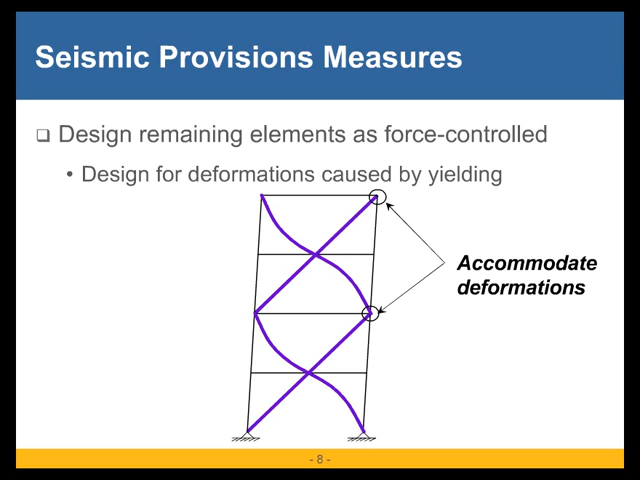 Seismic Provisions Measures
❑ Design remaining elements as force-controlled
• Design for deformations caused by yielding
Accommodate
deformations
- 8 -